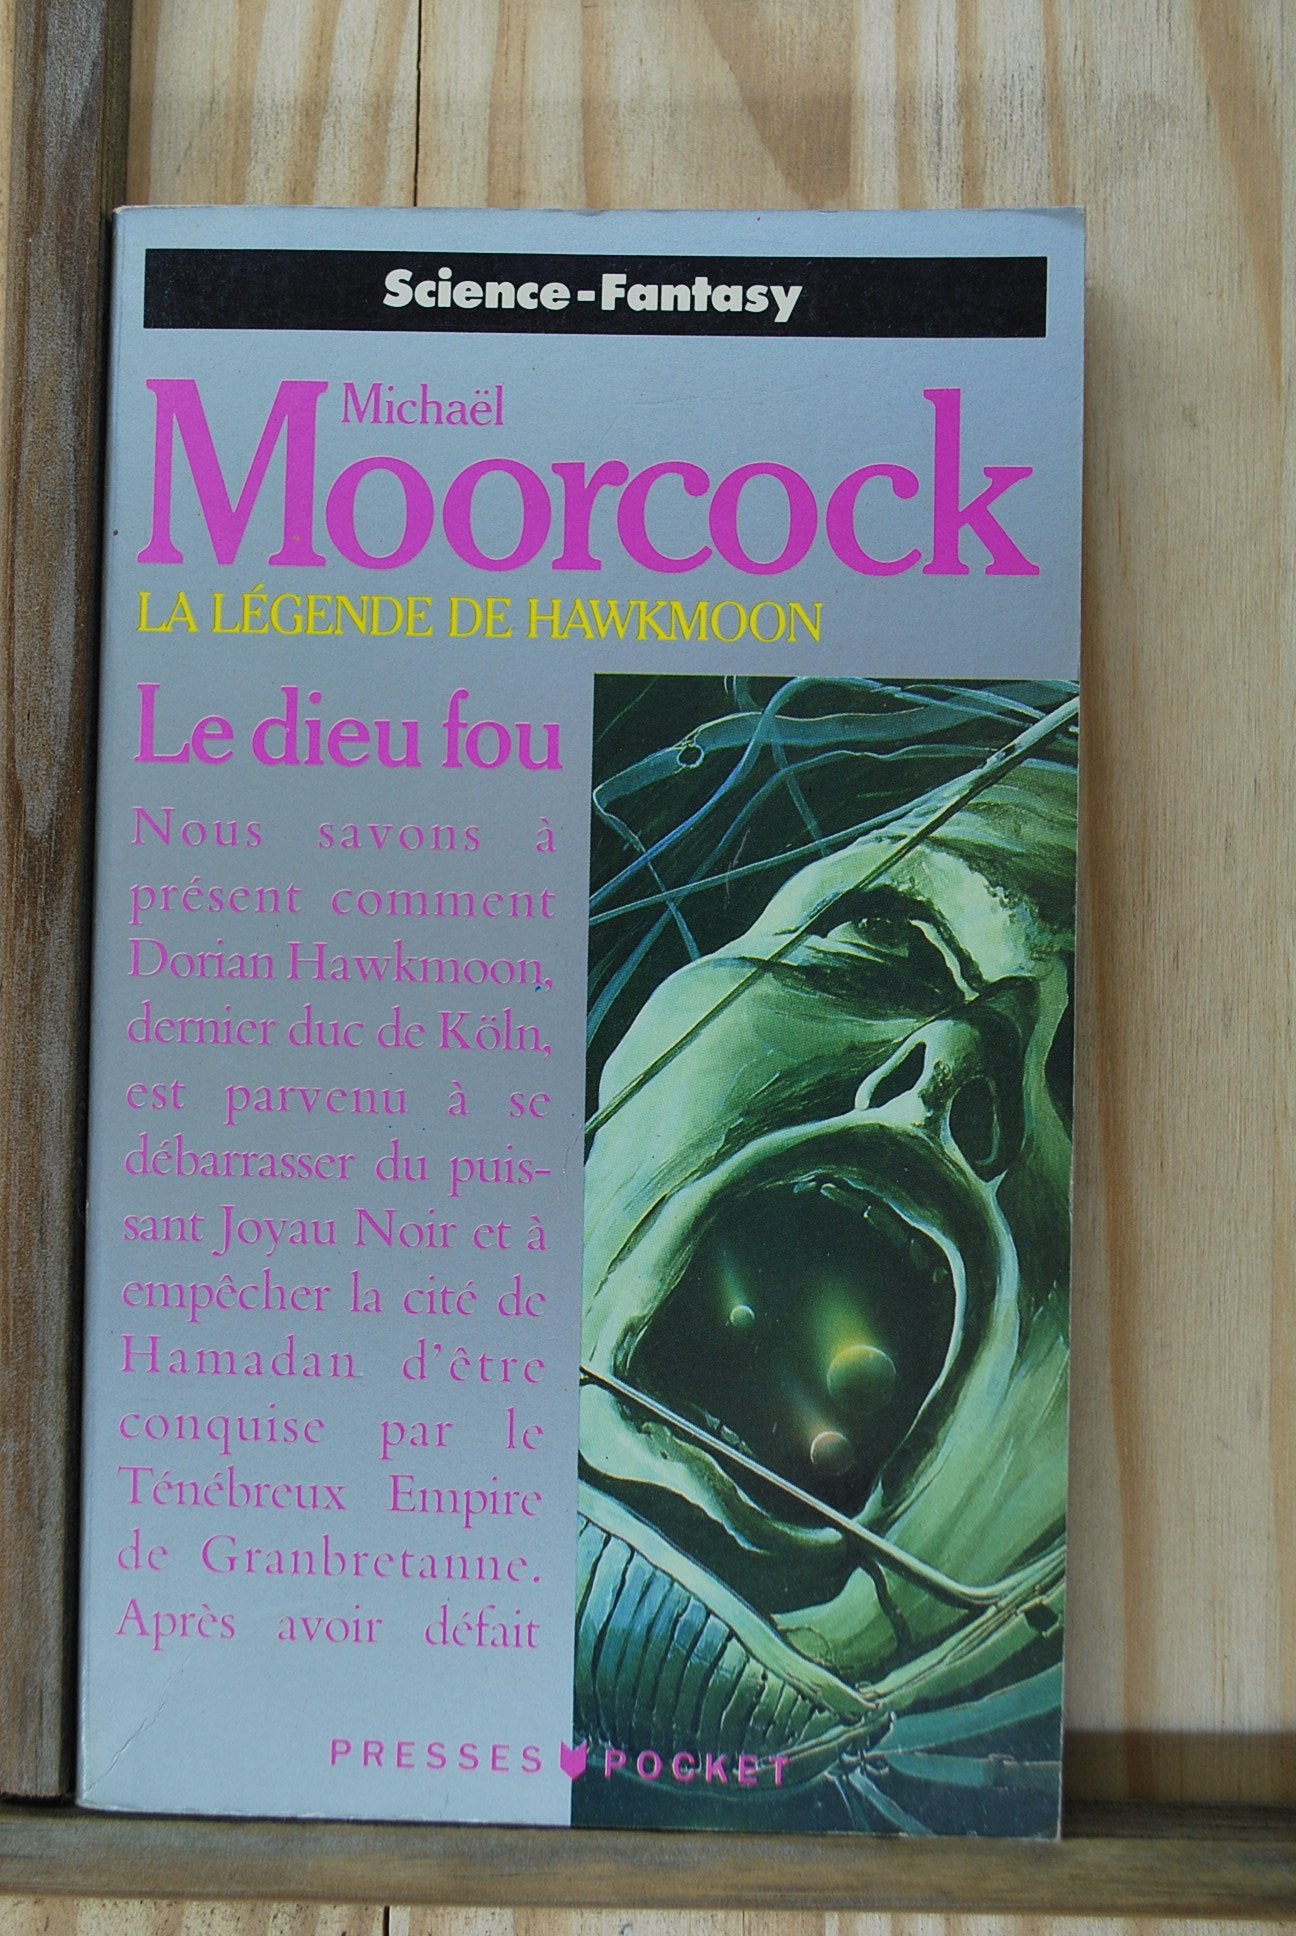 Science-Fantasy
Michaël
Moorcock
LA LÉGENDE DE HAWKMOON
Le dieu fou
Nous savons à
présent comment
Dorian Hawkmoon,
dernier duc de Köln,
est parvenu à se
débarrasser du puis-
sant Joyau Noir et à
empêcher la cité de
Hamadan d'être
conquise par le
Ténébreux Empire
de Granbretanne.
Après avoir défait
PRESSES POCKET